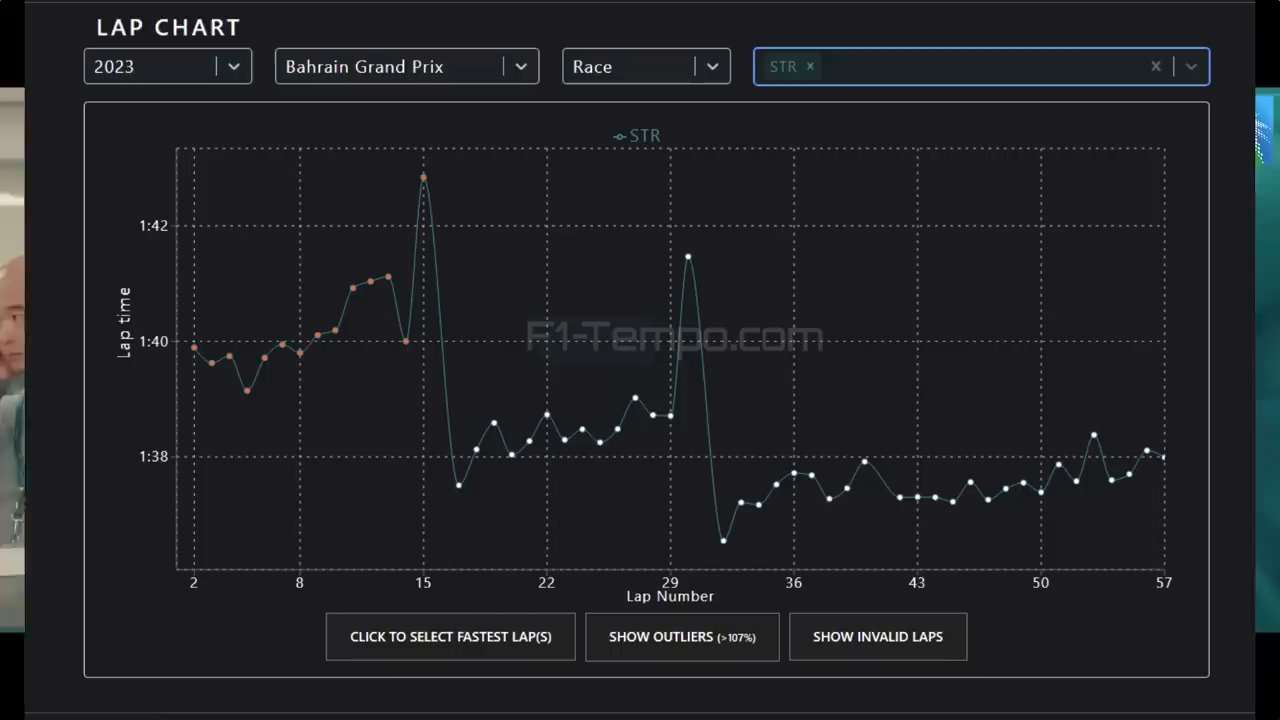 LAP CHART
2023 Bahrain Grand Prix Race STR × ×
STR
1:42
1:40
1:38
Lap time
F1-Tempo.com
2 8 15 22 29 36 43 50 57
Lap Number
CLICK TO SELECT FASTEST LAP(S) SHOW OUTLIERS (>107%) SHOW INVALID LAPS